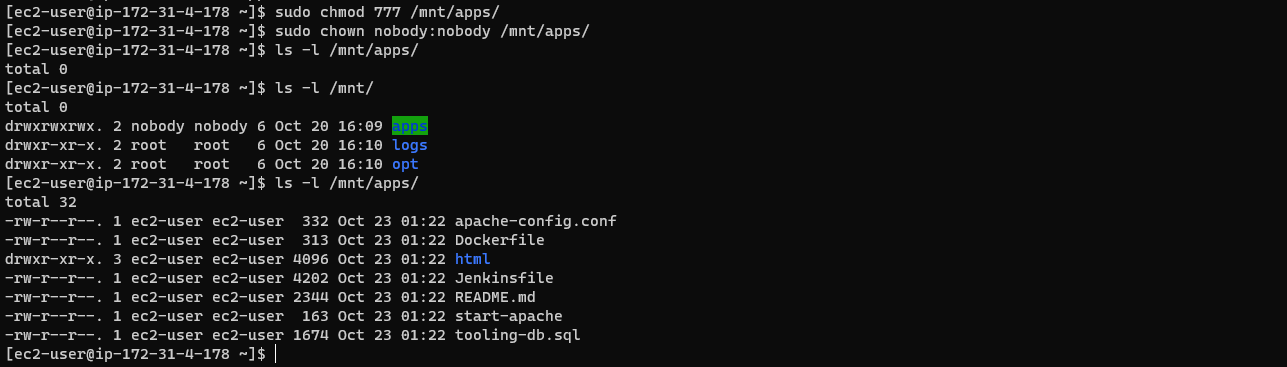 [ec2-user@ip-172-31-4-178 ~]$ sudo chmod 777 /mnt/apps/
[ec2-user@ip-172-31-4-178 ~]$ sudo chown nobody:nobody /mnt/apps/
[ec2-user@ip-172-31-4-178 ~]$ ls -l /mnt/apps/
total 0
[ec2-user@ip-172-31-4-178 ~]$ ls -l /mnt/
total 0
drwxrwxrwx. 2 nobody nobody 6 Oct 20 16:09 apps
drwxr-xr-x. 2 root   root   6 Oct 20 16:10 logs
drwxr-xr-x. 2 root   root   6 Oct 20 16:10 opt
[ec2-user@ip-172-31-4-178 ~]$ ls -l /mnt/apps/
total 32
-rw-r--r--. 1 ec2-user ec2-user  332 Oct 23 01:22 apache-config.conf
-rw-r--r--. 1 ec2-user ec2-user  313 Oct 23 01:22 Dockerfile
drwxr-xr-x. 3 ec2-user ec2-user 4096 Oct 23 01:22 html
-rw-r--r--. 1 ec2-user ec2-user 4202 Oct 23 01:22 Jenkinsfile
-rw-r--r--. 1 ec2-user ec2-user 2344 Oct 23 01:22 README.md
-rw-r--r--. 1 ec2-user ec2-user  163 Oct 23 01:22 start-apache
-rw-r--r--. 1 ec2-user ec2-user 1674 Oct 23 01:22 tooling-db.sql
[ec2-user@ip-172-31-4-178 ~]$